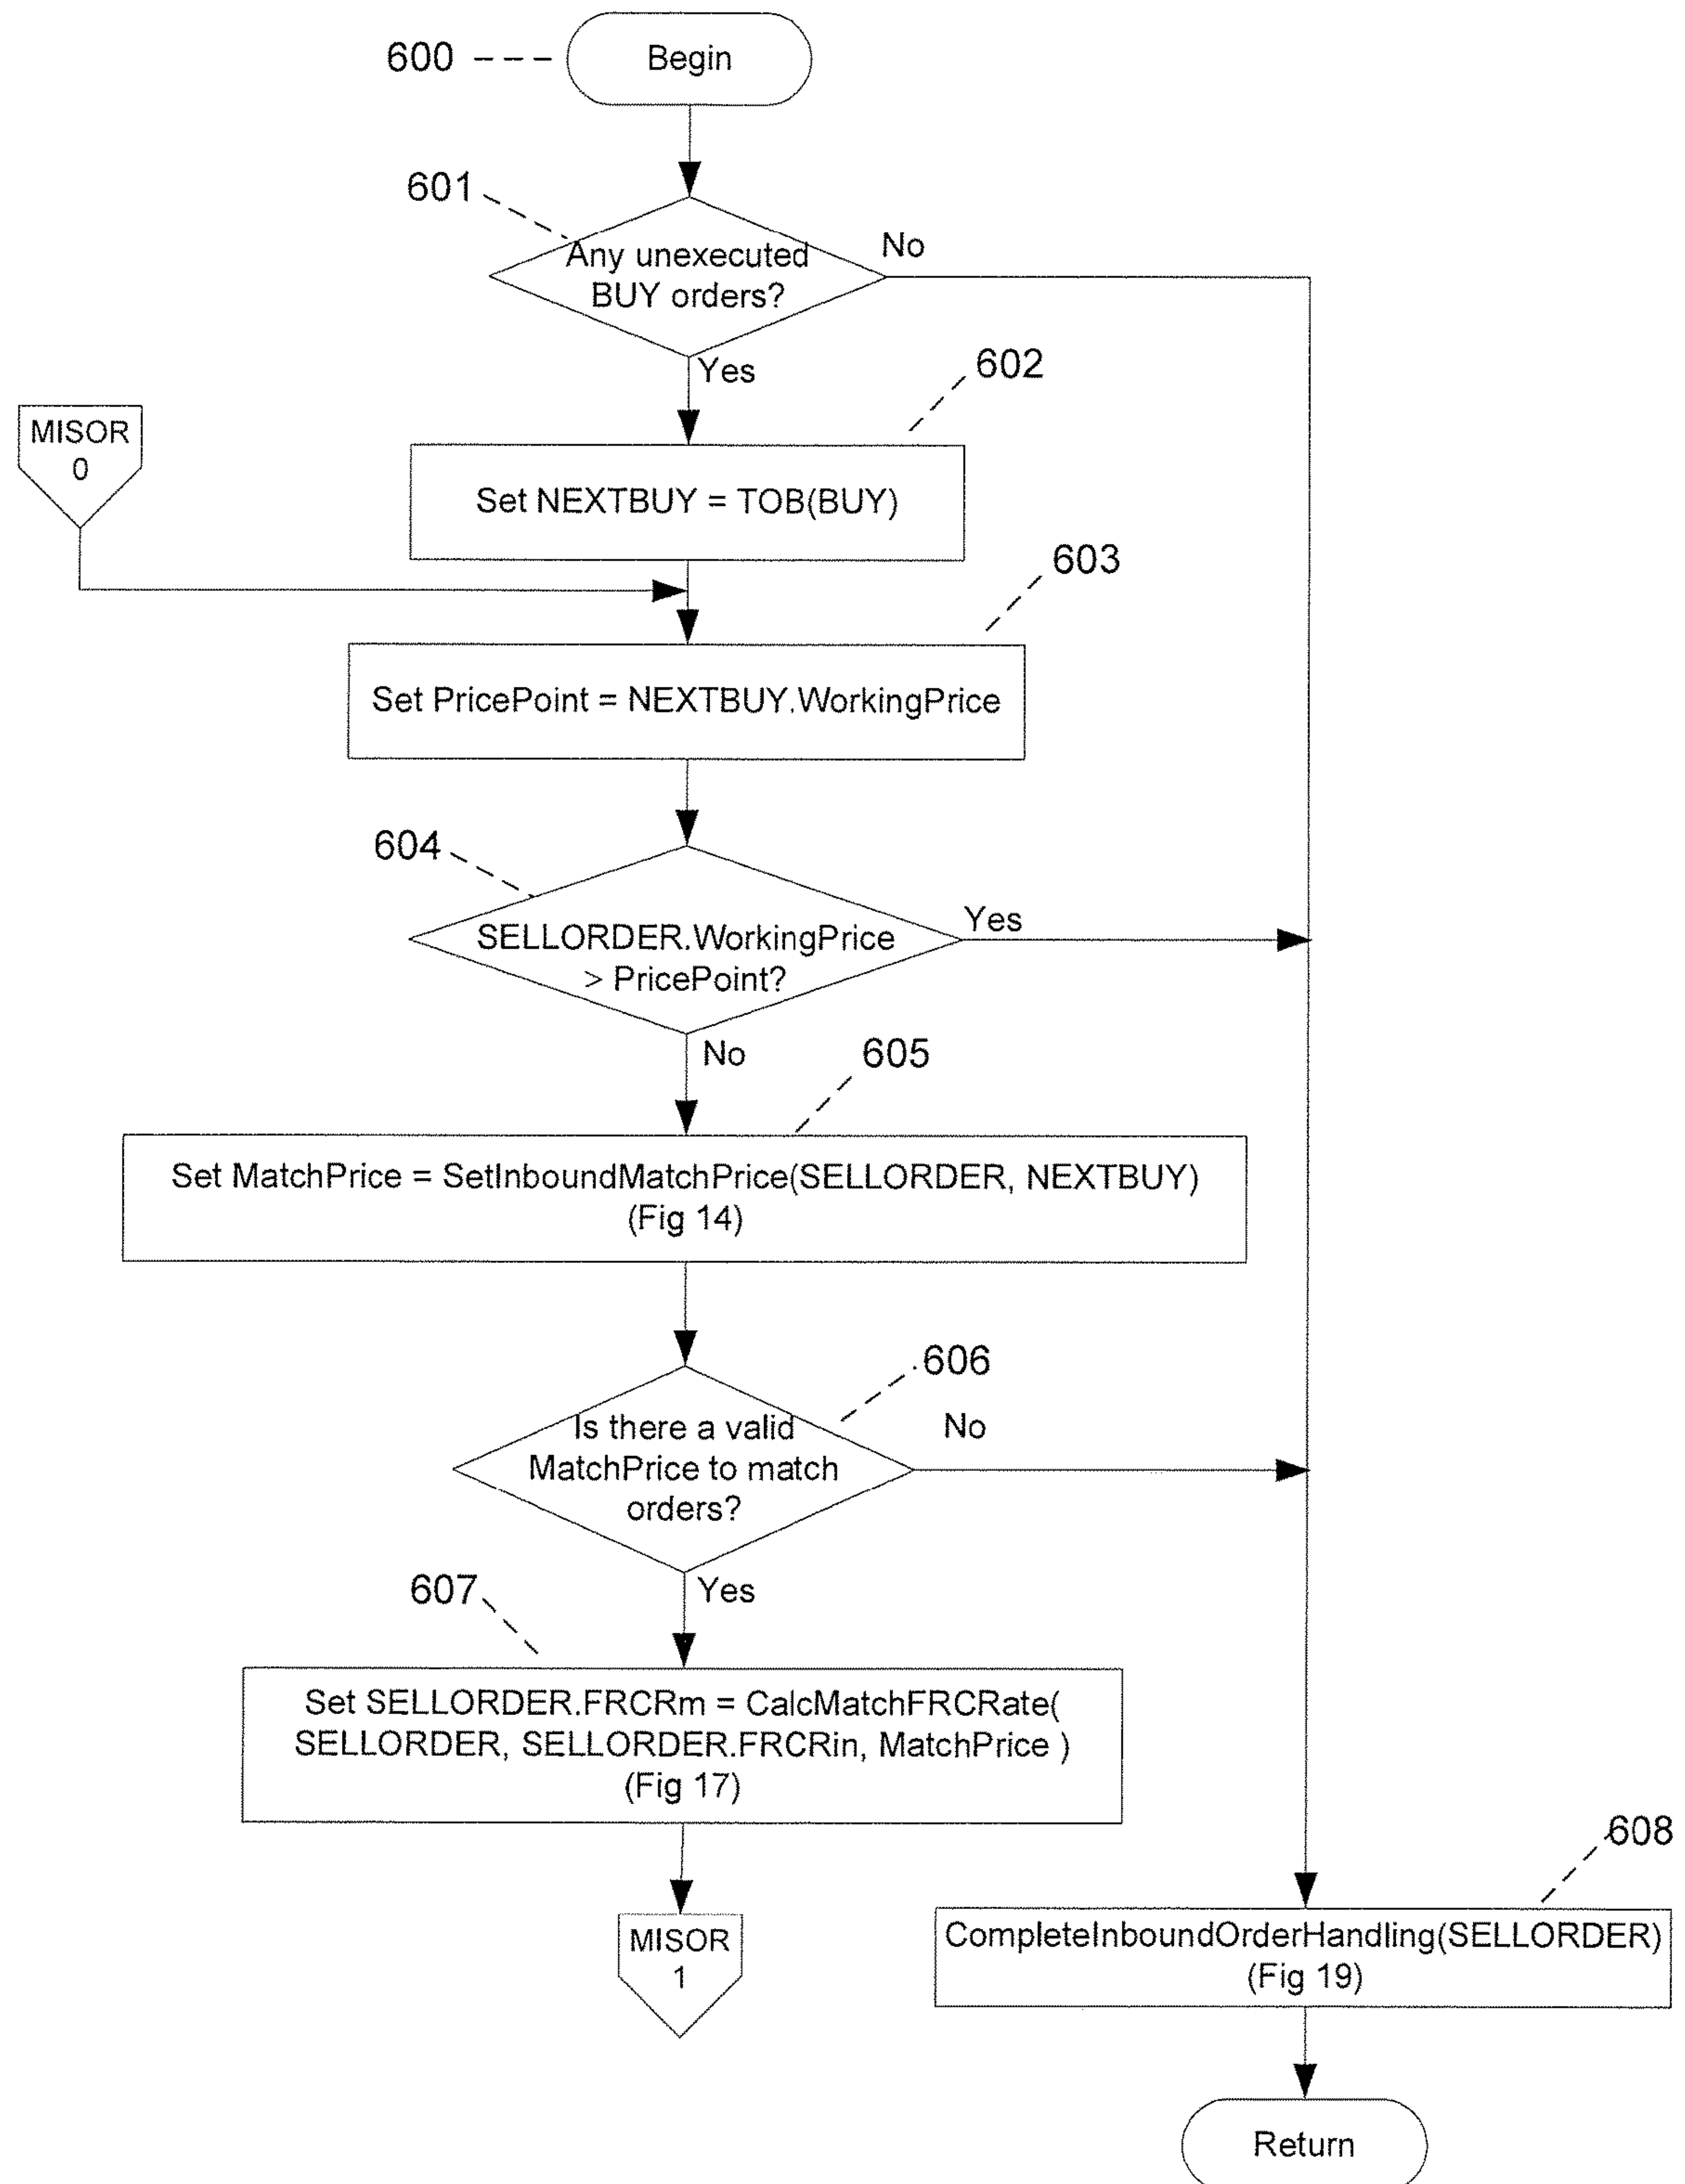 600
Begin
601
Any unexecuted
BUY orders?
No
Yes
602
MISOR
0
Set NEXTBUY = TOB(BUY)
603
Set PricePoint = NEXTBUY.WorkingPrice
604
SELLORDER.WorkingPrice
> PricePoint?
Yes
No
605
Set MatchPrice = SetInboundMatchPrice(SELLORDER, NEXTBUY)
(Fig 14)
606
Is there a valid
MatchPrice to match
orders?
No
Yes
607
Set SELLORDER.FRCRm = CalcMatchFRCRate(
SELLORDER, SELLORDER.FRCRin, MatchPrice )
(Fig 17)
608
MISOR
1
CompleteInboundOrderHandling(SELLORDER)
(Fig 19)
Return